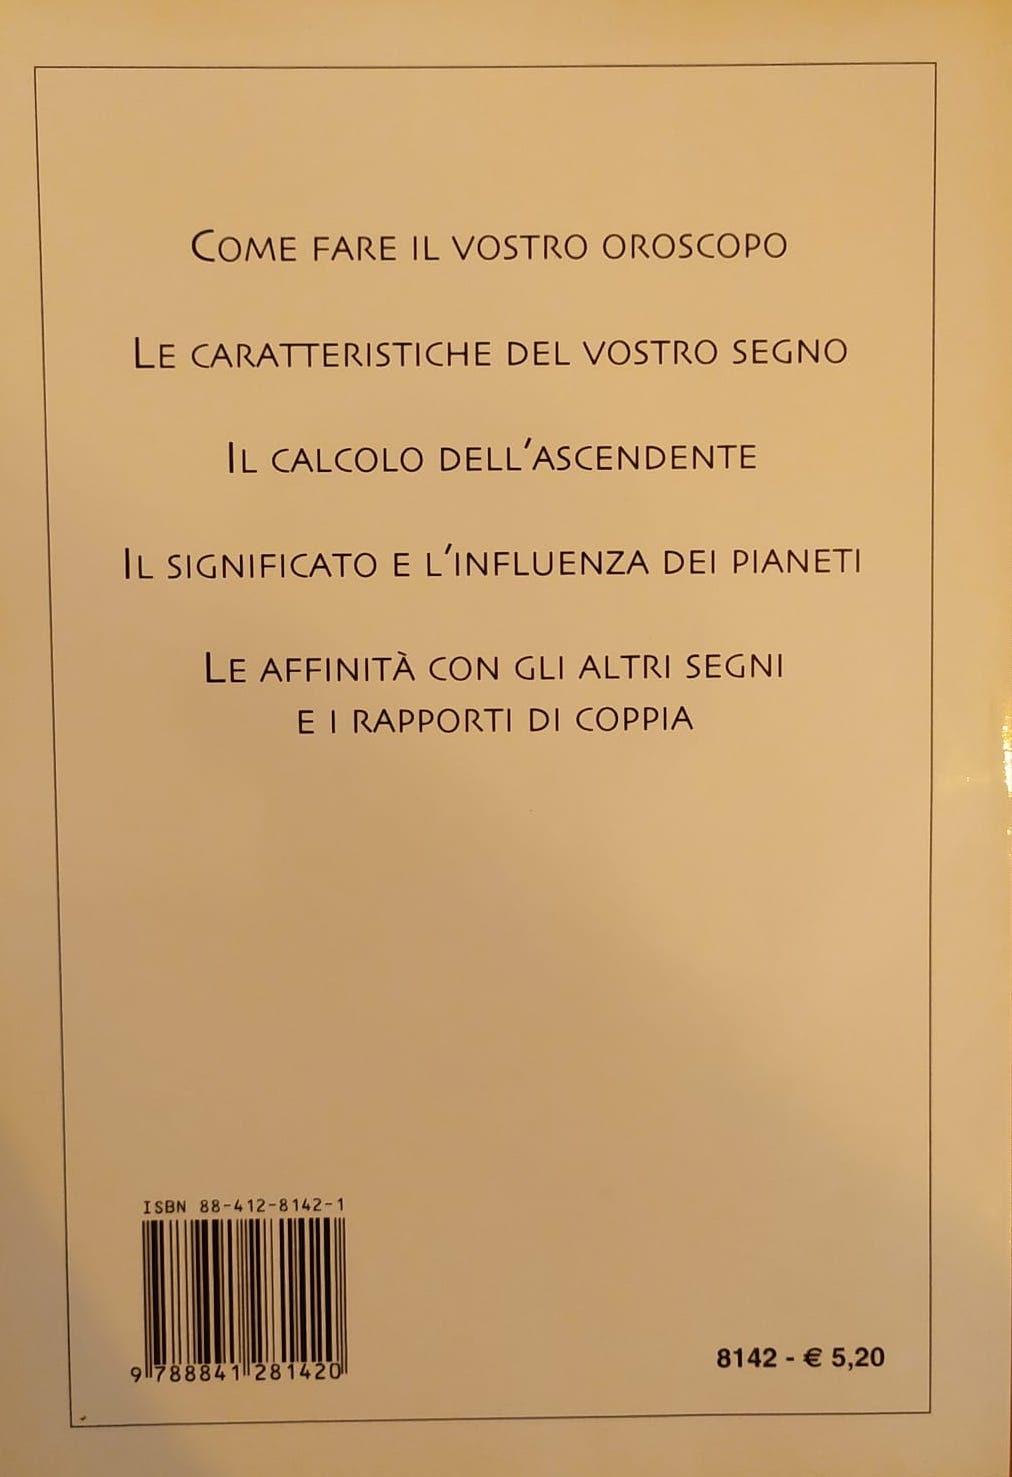 Come fare il vostro oroscopo
Le caratteristiche del vostro segno
Il calcolo dell'ascendente
Il significato e l'influenza dei pianeti
Le affinità con gli altri segni
e i rapporti di coppia
ISBN 88-412-8142-1
9 788841 281420
8142 - € 5,20